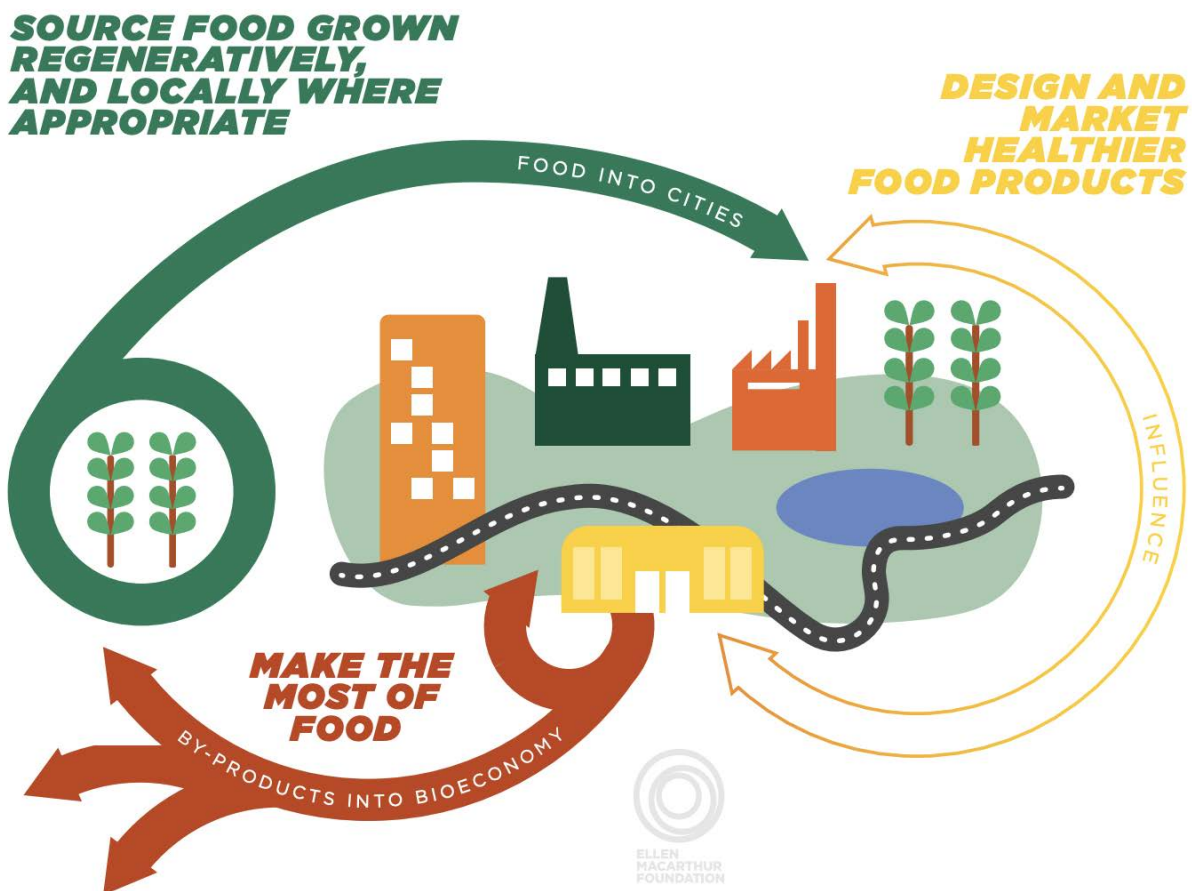 SOURCE FOOD GROWN
REGENERATIVELY,
AND LOCALLY WHERE
APPROPRIATE
DESIGN AND
MARKET
HEALTHIER
FOOD PRODUCTS
FOOD INTO CITIES
INFLUENCE
MAKE THE
MOST OF
FOOD
BY-PRODUCTS INTO BIOECONOMY
ELLEN
MACARTHUR
FOUNDATION